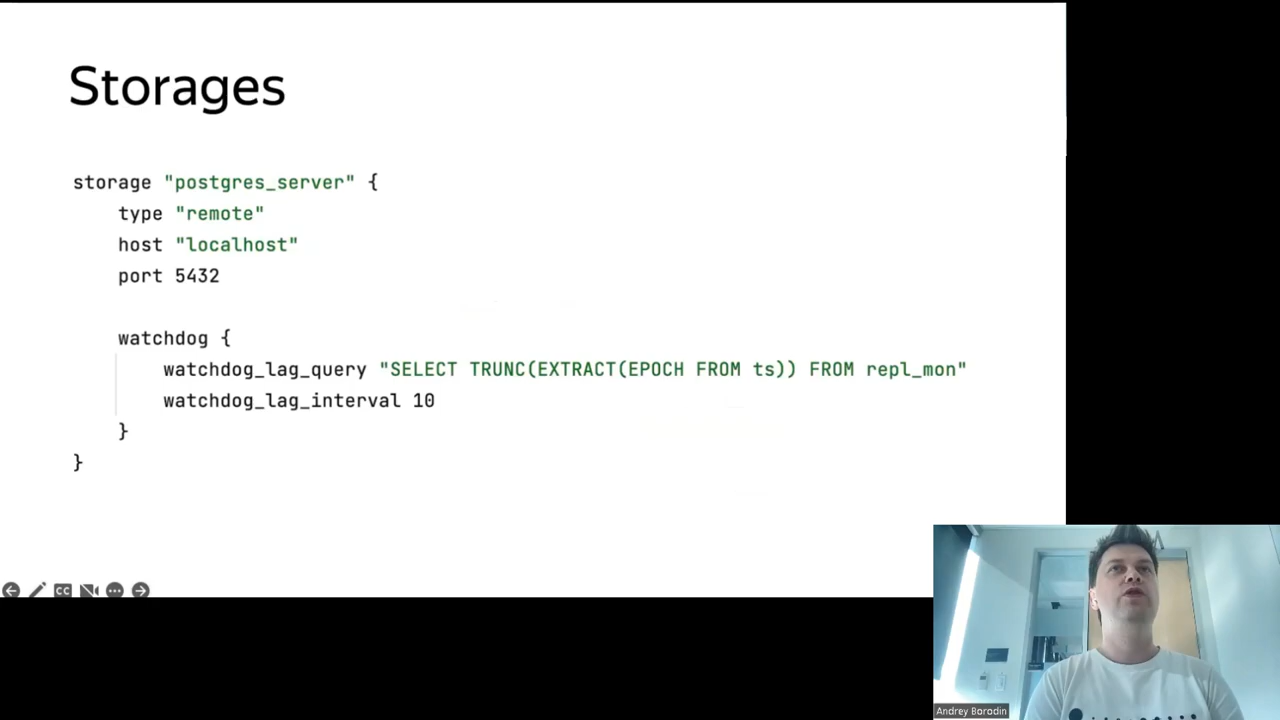 Storages
storage "postgres_server" {
type "remote"
host "localhost"
port 5432
watchdog {
watchdog_lag_query "SELECT TRUNC(EXTRACT(EPOCH FROM ts)) FROM repl_mon"
watchdog_lag_interval 10
}
}
CC
Andrey Borodin